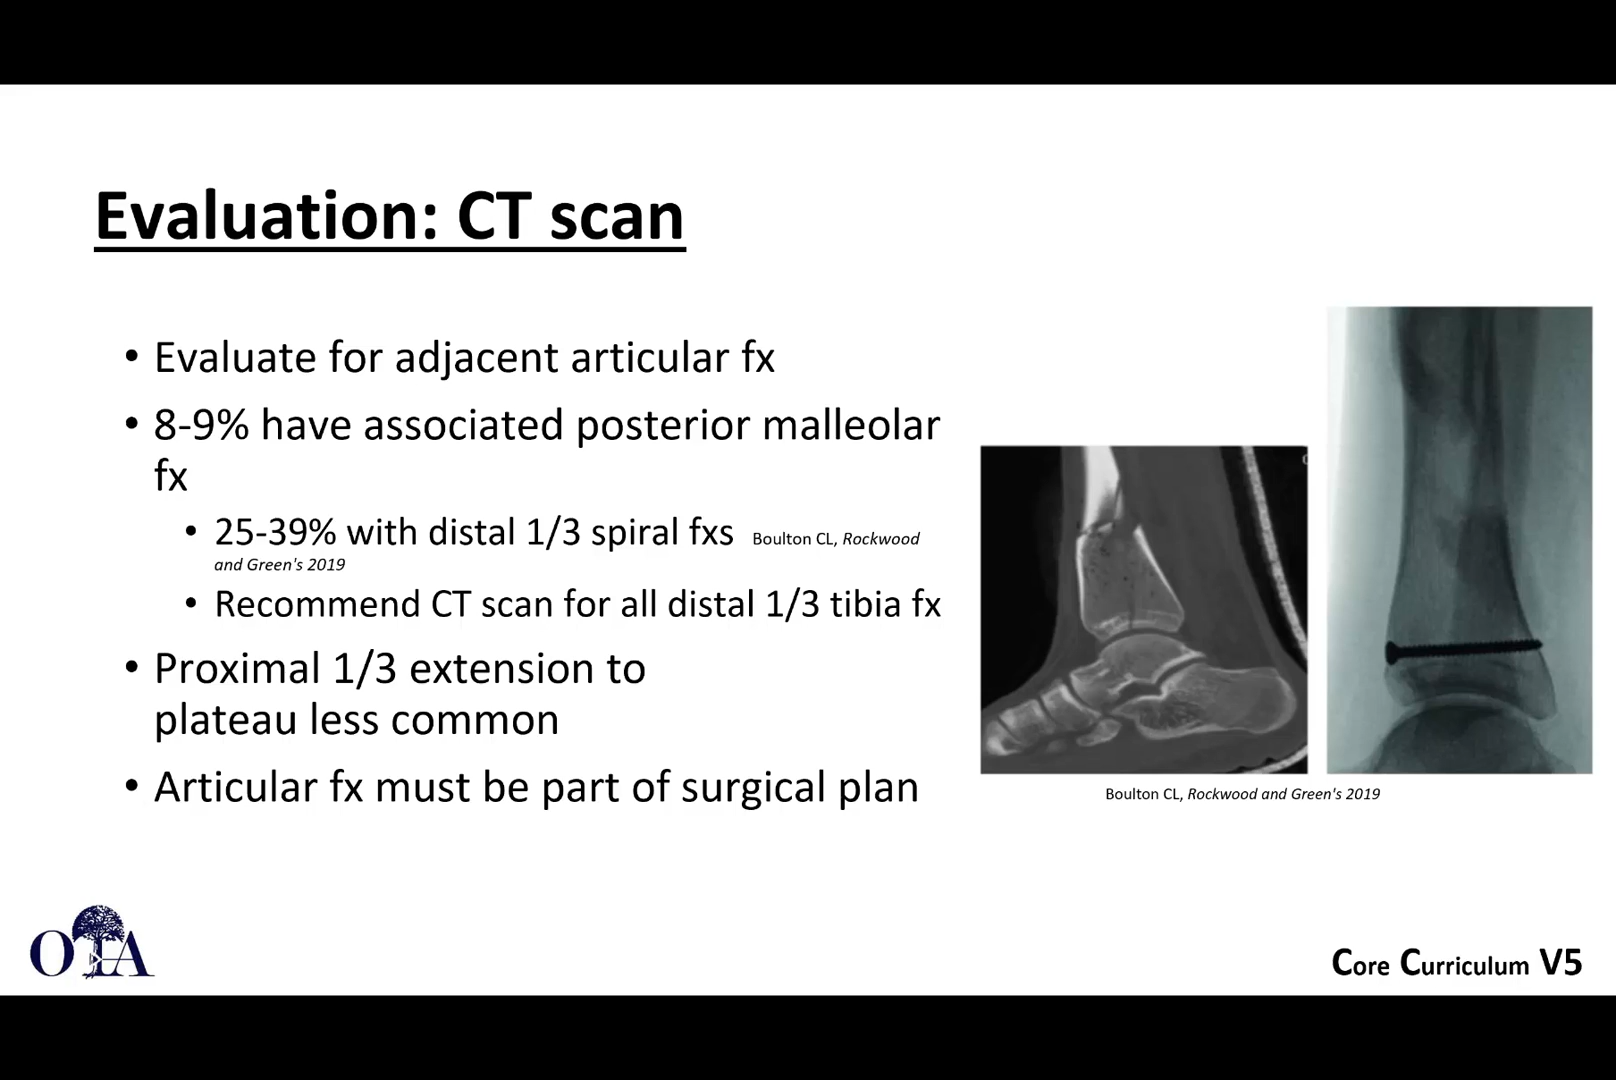 Evaluation: CT scan
• Evaluate for adjacent articular fx
• 8-9% have associated posterior malleolar
fx
• 25-39% with distal 1/3 spiral fxs Boulton CL, Rockwood
and Green's 2019
• Recommend CT scan for all distal 1/3 tibia fx
• Proximal 1/3 extension to
plateau less common
• Articular fx must be part of surgical plan
Boulton CL, Rockwood and Green's 2019
OTA
Core Curriculum V5